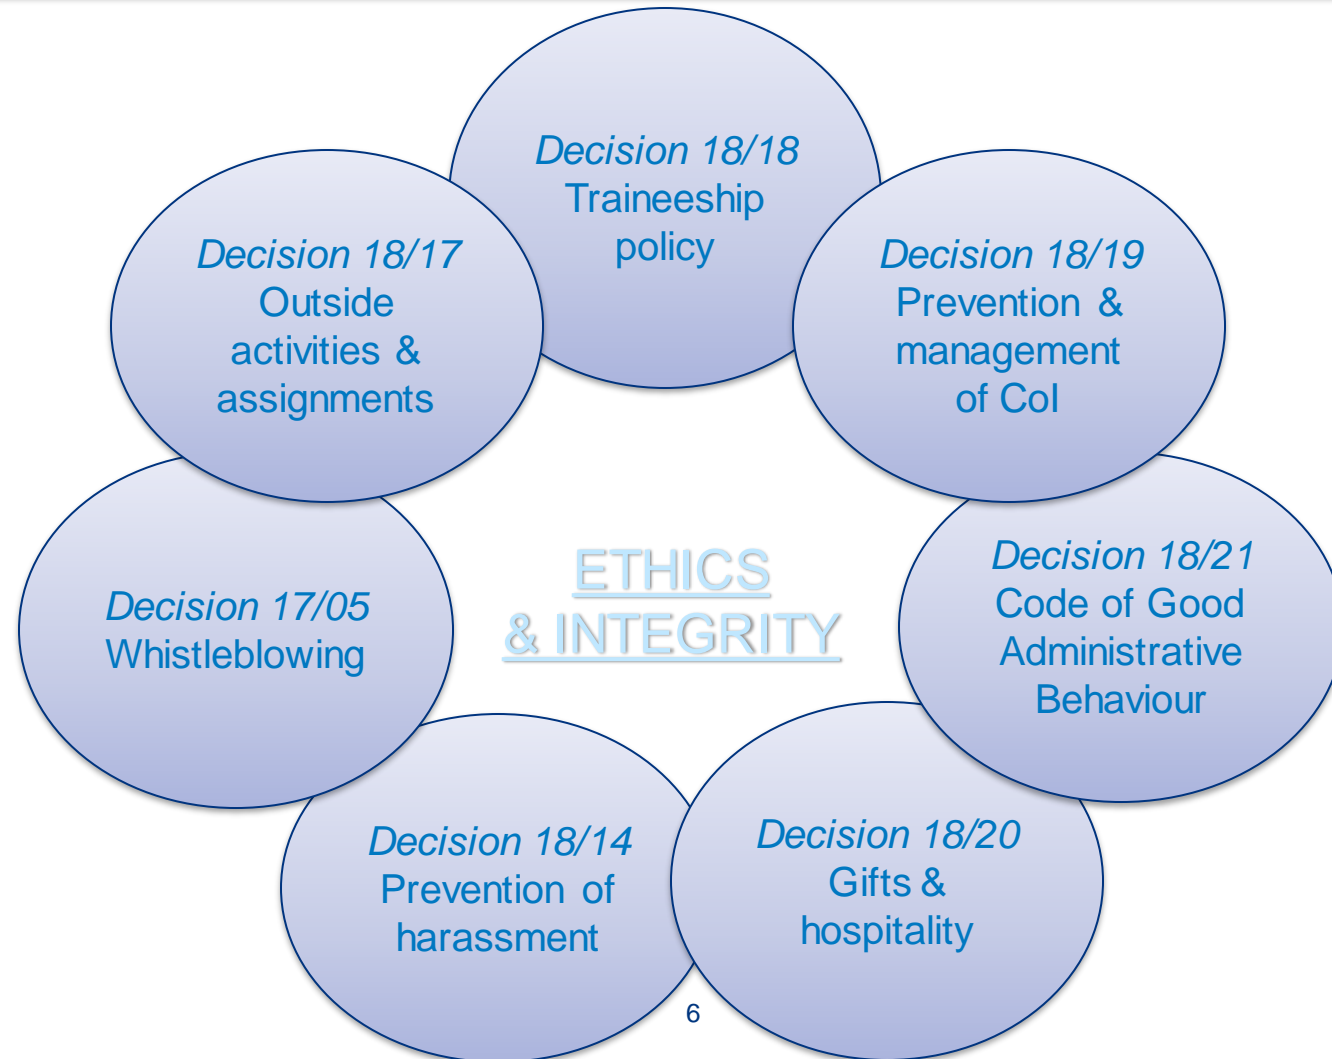 Decision 18/18
Traineeship
policy
Decision 18/17
Outside
activities &
assignments
Decision 18/19
Prevention &
management
of CoI
ETHICS
& INTEGRITY
Decision 18/21
Code of Good
Administrative
Behaviour
Decision 17/05
Whistleblowing
Decision 18/14
Prevention of
harassment
Decision 18/20
Gifts &
hospitality
6